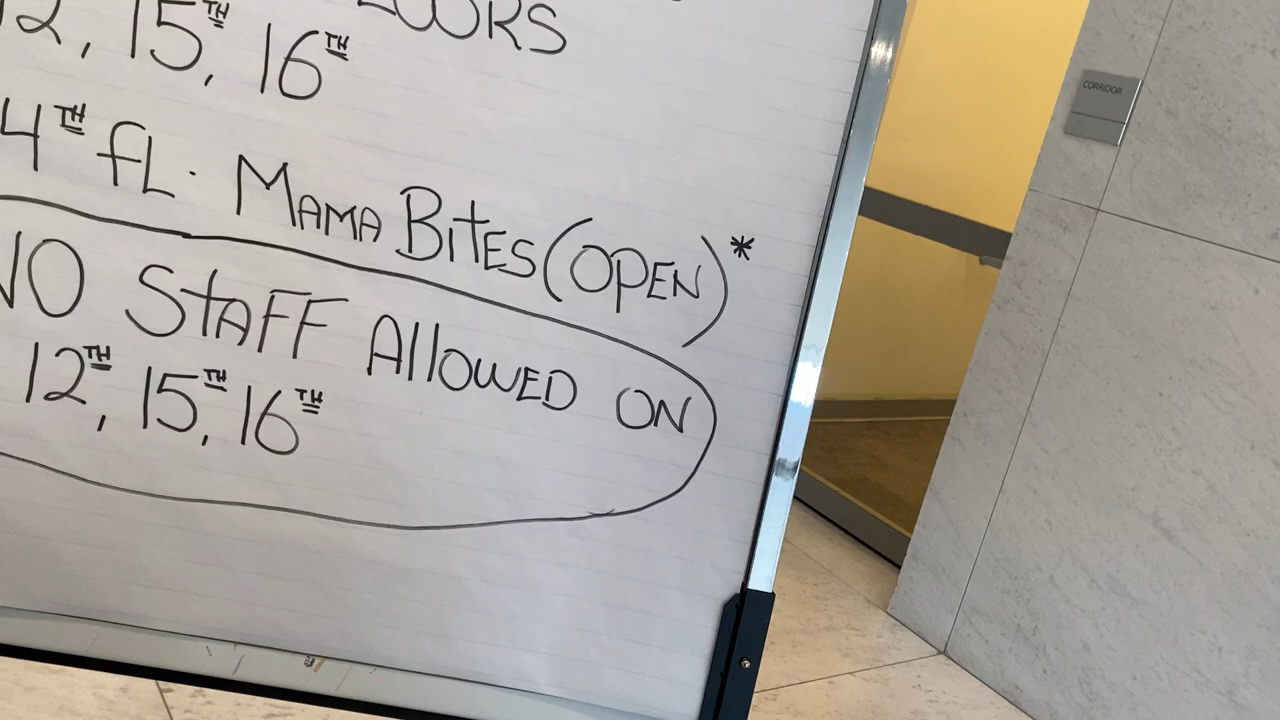 12, 15TH, 16TH
4TH FL. MAMA BITES (OPEN)*
NO STAFF AllOWED ON
12TH, 15TH, 16TH
CORRIDOR